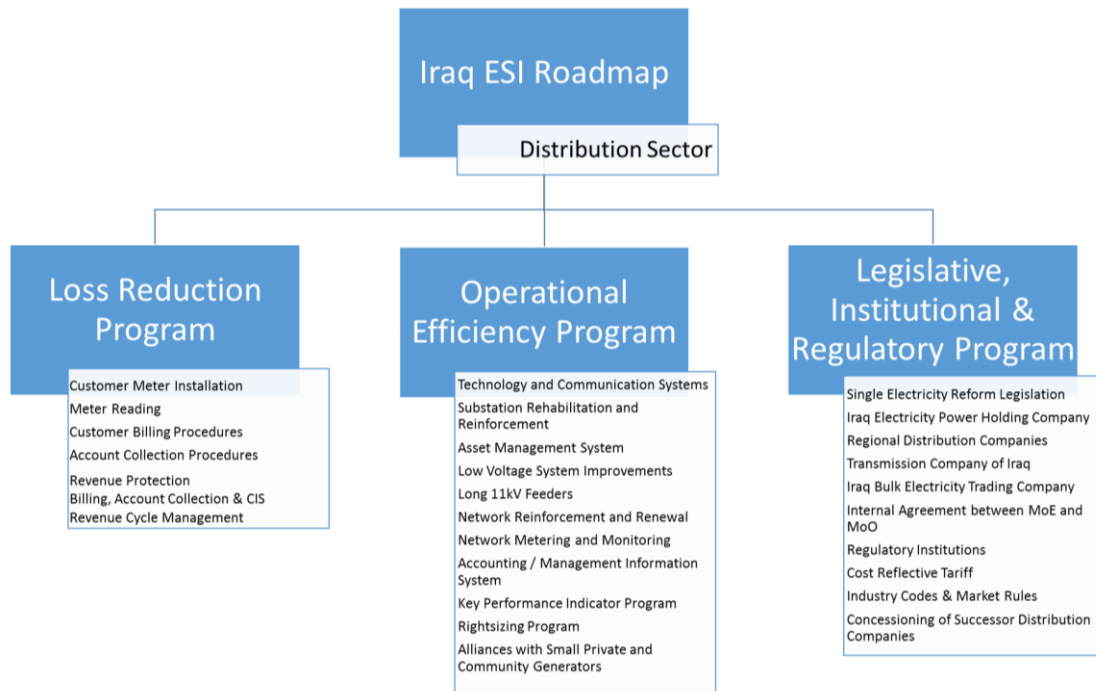 Iraq ESI Roadmap
Distribution Sector
Loss Reduction
Program
Customer Meter Installation
Meter Reading
Customer Billing Procedures
Account Collection Procedures
Revenue Protection
Billing, Account Collection & CIS
Revenue Cycle Management
Operational
Efficiency Program
Technology and Communication Systems
Substation Rehabilitation and
Reinforcement
Asset Management System
Low Voltage System Improvements
Long 11kV Feeders
Network Reinforcement and Renewal
Network Metering and Monitoring
Accounting / Management Information
System
Key Performance Indicator Program
Rightsizing Program
Alliances with Small Private and
Community Generators
Legislative,
Institutional &
Regulatory Program
Single Electricity Reform Legislation
Iraq Electricity Power Holding Company
Regional Distribution Companies
Transmission Company of Iraq
Iraq Bulk Electricity Trading Company
Internal Agreement between MoE and
MoO
Regulatory Institutions
Cost Reflective Tariff
Industry Codes & Market Rules
Concessioning of Successor Distribution
Companies